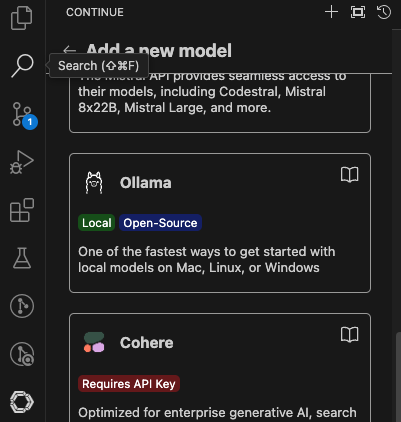 CONTINUE
Add a new model
Search (⇧⌘F)
The Mistral API provides seamless access to
their models, including Codestral, Mistral
8x22B, Mistral Large, and more.
1
Ollama
Local Open-Source
One of the fastest ways to get started with
local models on Mac, Linux, or Windows
Cohere
Requires API Key
Optimized for enterprise generative AI, search